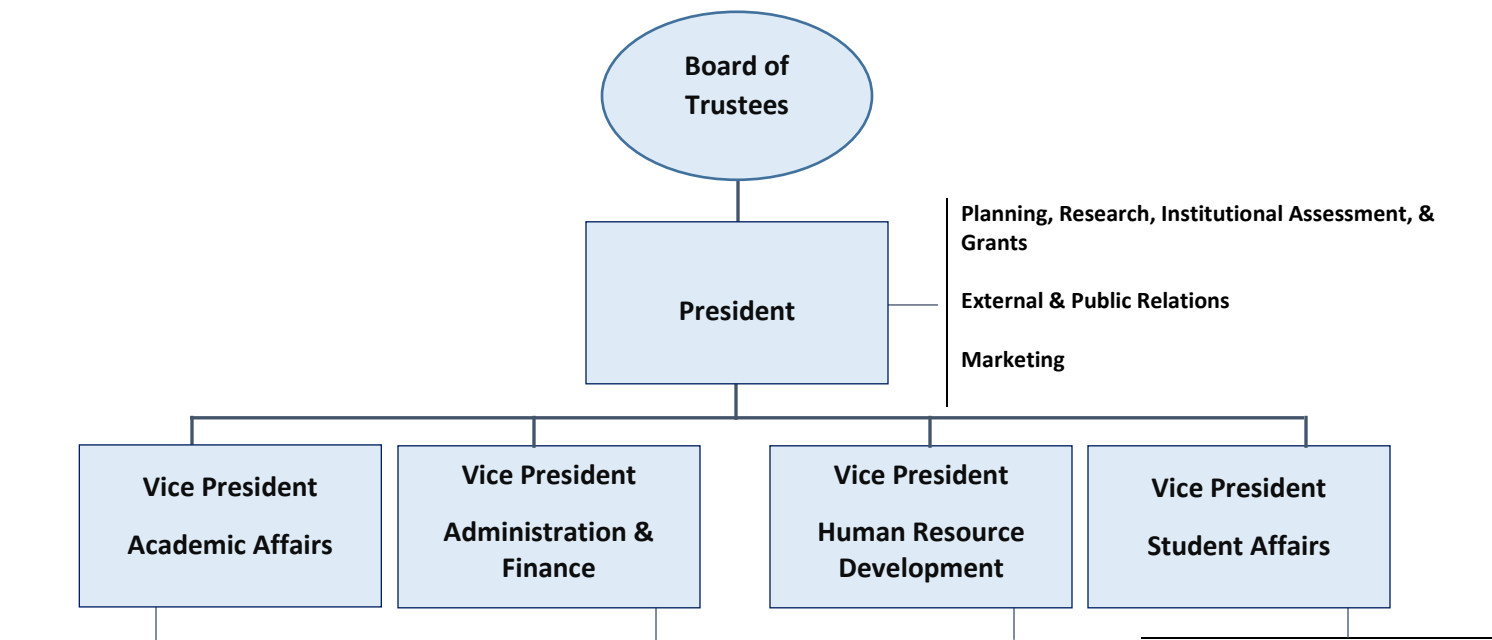 Board of
Trustees
Planning, Research, Institutional Assessment, &
Grants
External & Public Relations
President
Marketing
Vice President
Academic Affairs
Vice President
Administration &
Finance
Vice President
Human Resource
Development
Vice President
Student Affairs